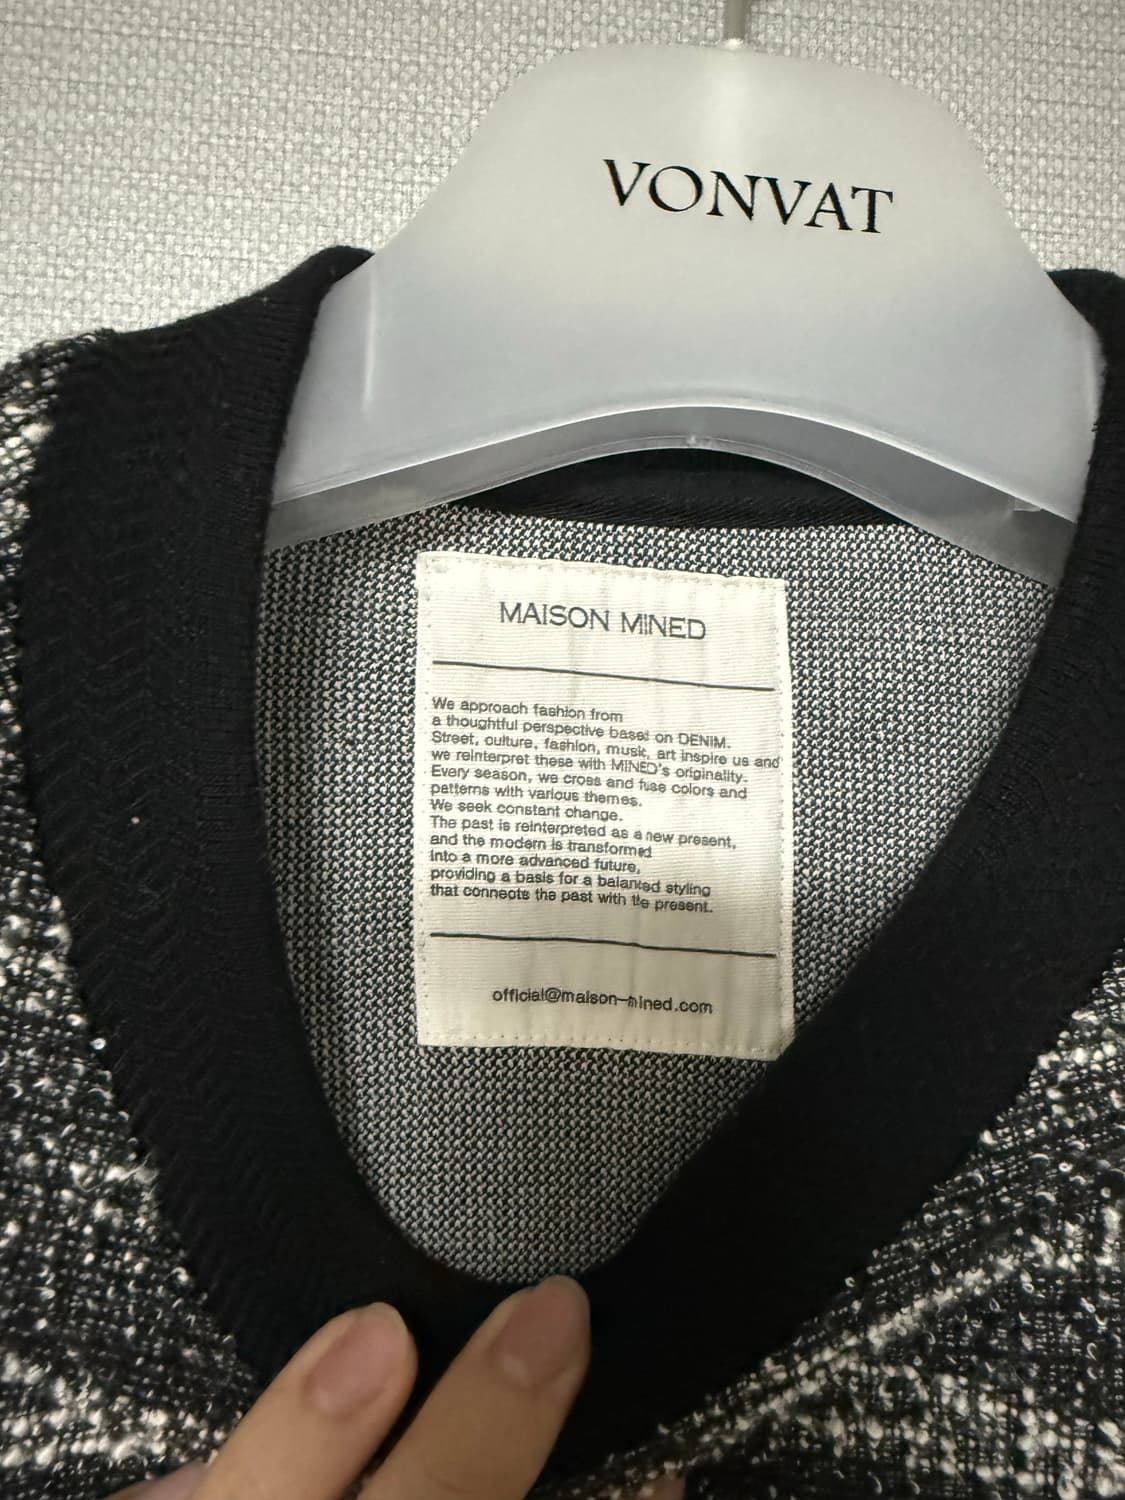 VONVAT
MAISON MINED
We approach fashion from
a thoughtful perspective based on DENIM.
Street, culture, fashion, music, art inspire us and
we reinterpret these with MINED's originality.
Every season, we cross and fuse colors and
patterns with various themes.
We seek constant change.
The past is reinterpreted as a new present,
and the modern is transformed
into a more advanced future,
providing a basis for a balanced styling
that connects the past with the present.
official@maison-mined.com